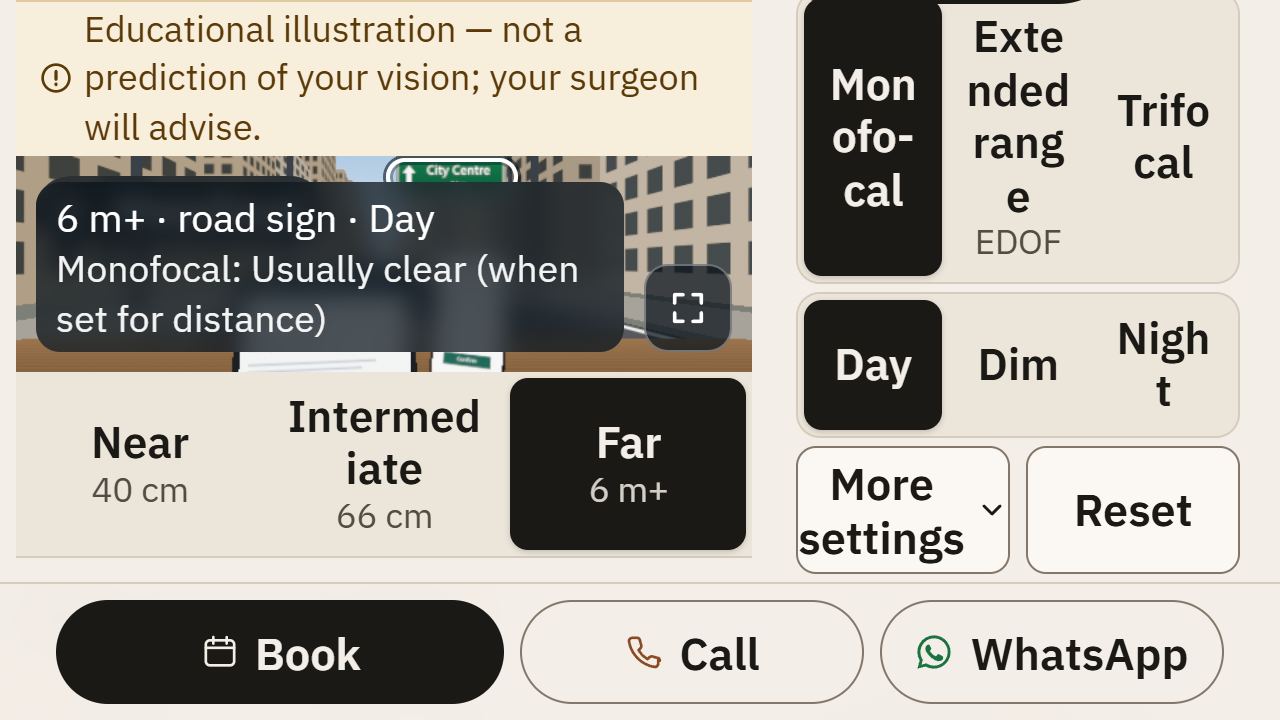 Educational illustration — not a
prediction of your vision; your surgeon
will advise.
City Centre
6 m+ · road sign · Day
Monofocal: Usually clear (when
set for distance)
Near
40 cm
Intermed
iate
66 cm
Far
6 m+
Mon
ofo-
cal
Exte
nded
rang
e
EDOF
Trifo
cal
Day
Dim
Nigh
t
More
settings
Reset
Book
Call
WhatsApp